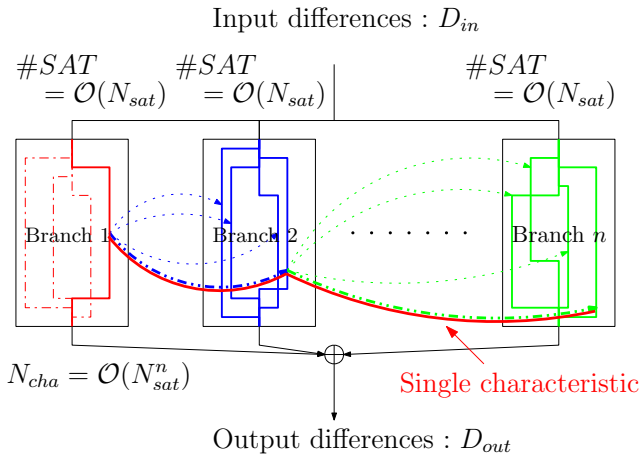 Input differences : D_{in}
#SAT
= \mathcal{O}(N_{sat})
#SAT
= \mathcal{O}(N_{sat})
#SAT
= \mathcal{O}(N_{sat})
Branch 1
Branch 2
. . . . . . .
Branch n
N_{cha} = \mathcal{O}(N_{sat}^{n})
Single characteristic
Output differences : D_{out}